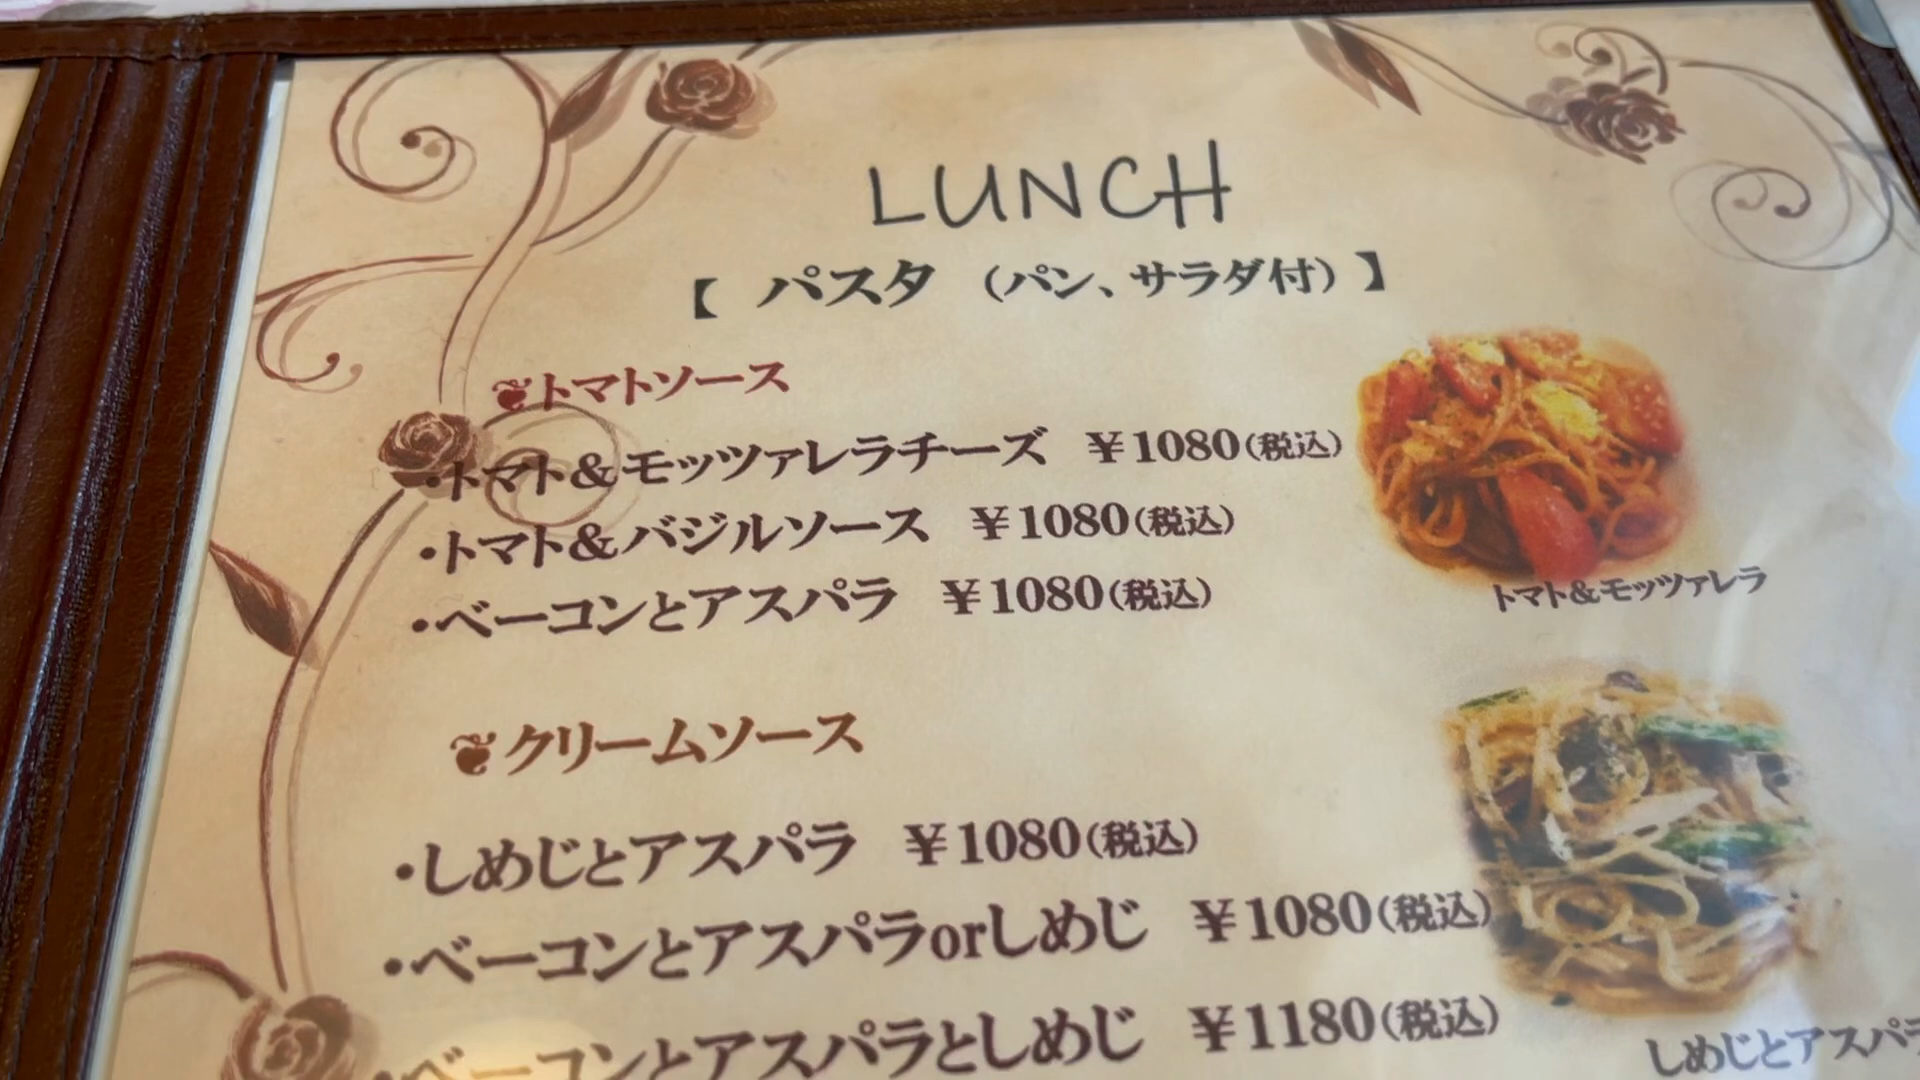 LUNCH
【 パスタ （パン、サラダ付）】
トマトソース
・トマト＆モッツァレラチーズ ￥1080（税込）
・トマト＆バジルソース ￥1080（税込）
・ベーコンとアスパラ ￥1080（税込）
トマト＆モッツァレラ
クリームソース
・しめじとアスパラ ￥1080（税込）
・ベーコンとアスパラorしめじ ￥1080（税込）
・ベーコンとアスパラとしめじ ￥1180（税込）
しめじとアスパラ